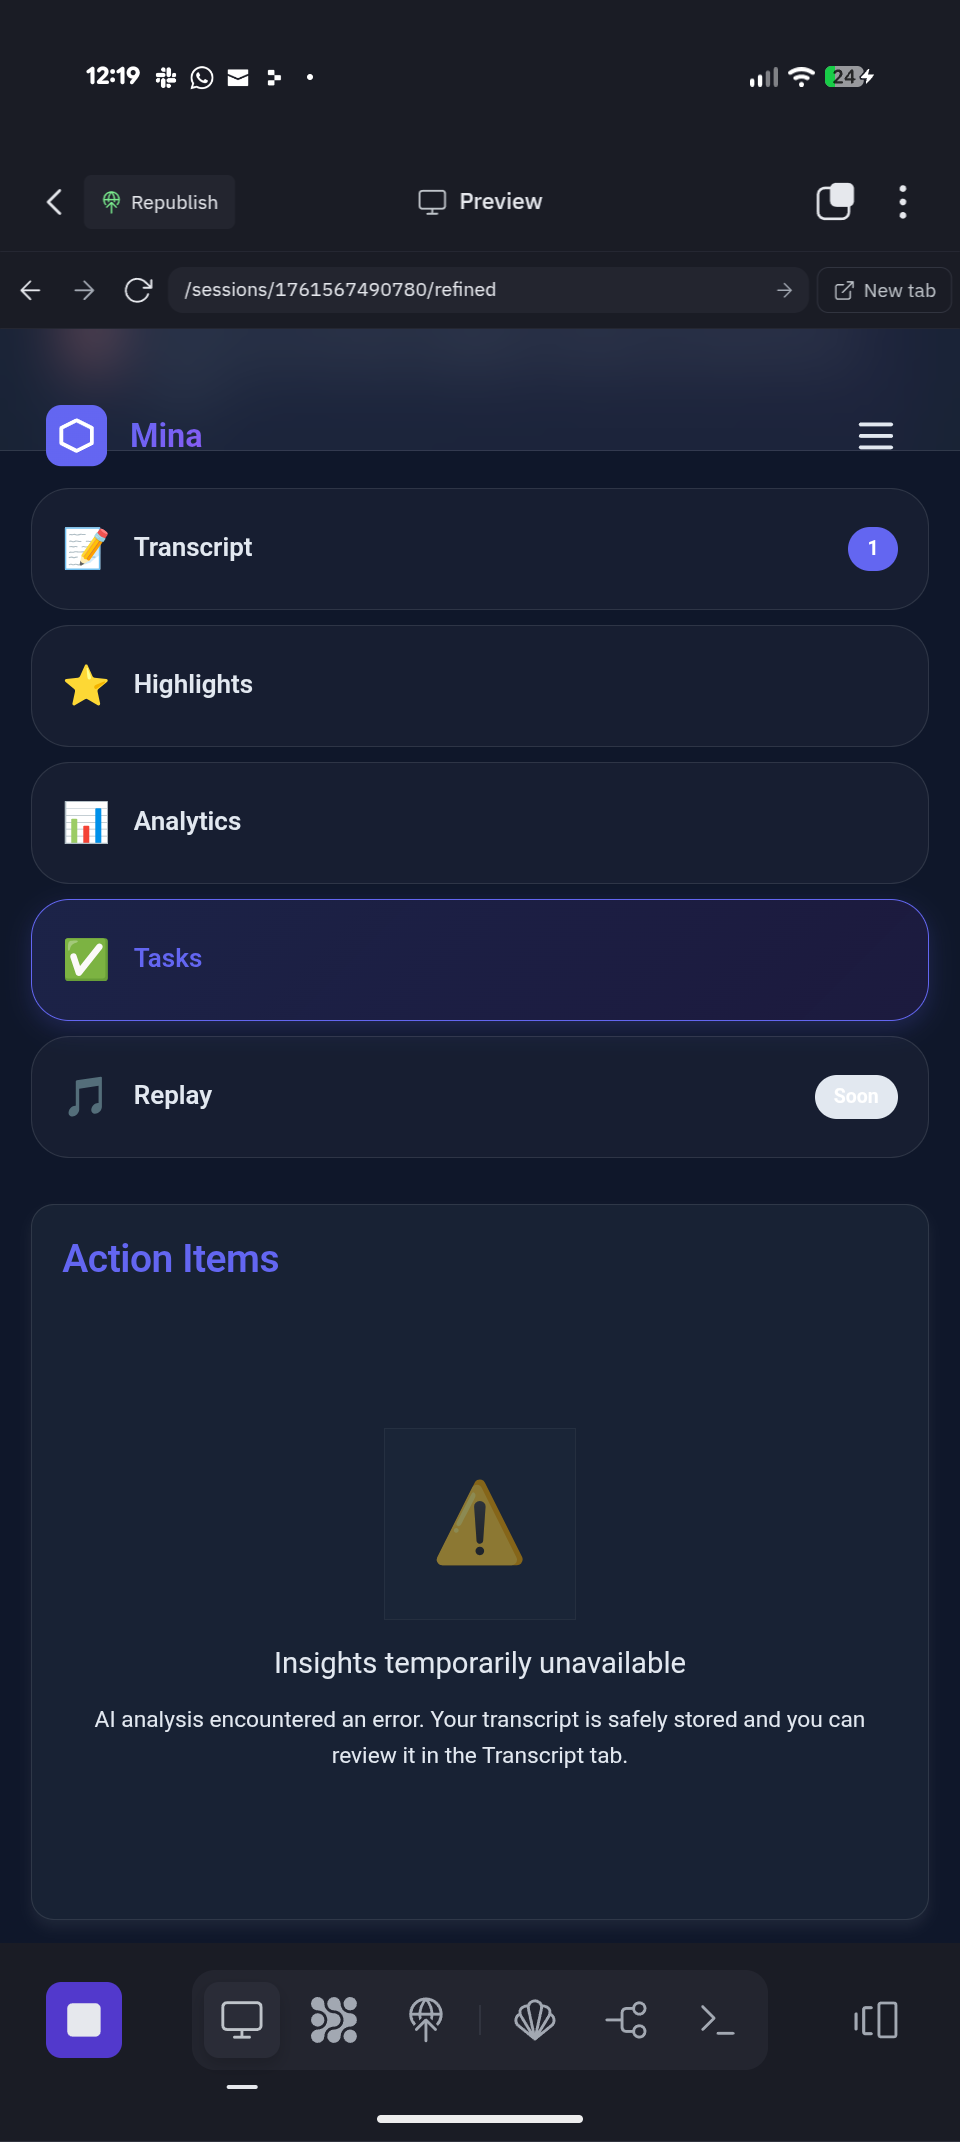 12:19
24
Republish
Preview
/sessions/1761567490780/refined
New tab
Mina
Transcript
1
Highlights
Analytics
Tasks
Replay
Soon
Action Items
Insights temporarily unavailable
AI analysis encountered an error. Your transcript is safely stored and you can
review it in the Transcript tab.